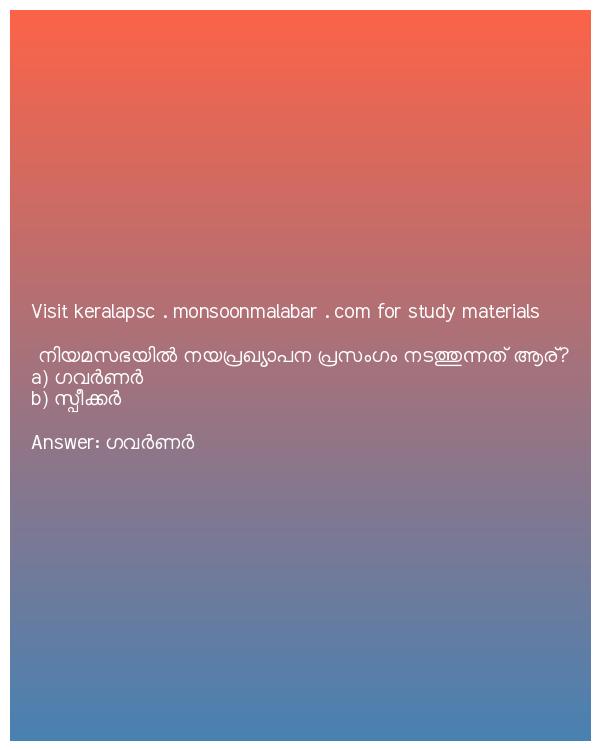 Visit keralapsc . monsoonmalabar . com for study materials
നിയമസഭയിൽ നയപ്രഖ്യാപന പ്രസംഗം നടത്തുന്നത് ആര്?
a) ഗവർണർ
b) സ്പീക്കർ
Answer: ഗവർണർ